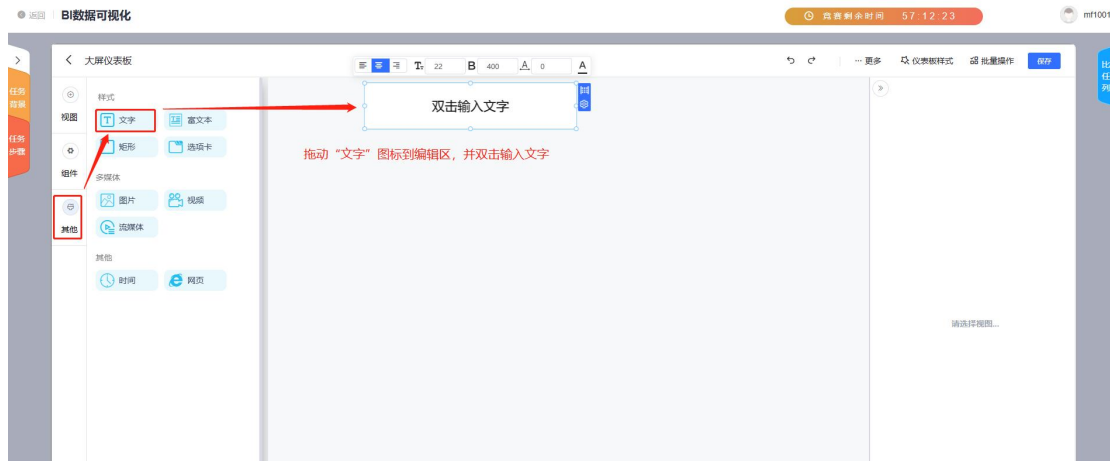 返回 BI数据可视化 竞赛剩余时间 57:12:23 mf1001
大屏仪表板 22 B 400 A 0 A 更多 仪表板样式 批量操作 保存
任务
背景
任务
步骤
视图
组件
其他
样式
文字 富文本
矩形 选项卡
多媒体
图片 视频
流媒体
其他
时间 网页
双击输入文字
拖动“文字”图标到编辑区，并双击输入文字
请选择视图...
比
任
列